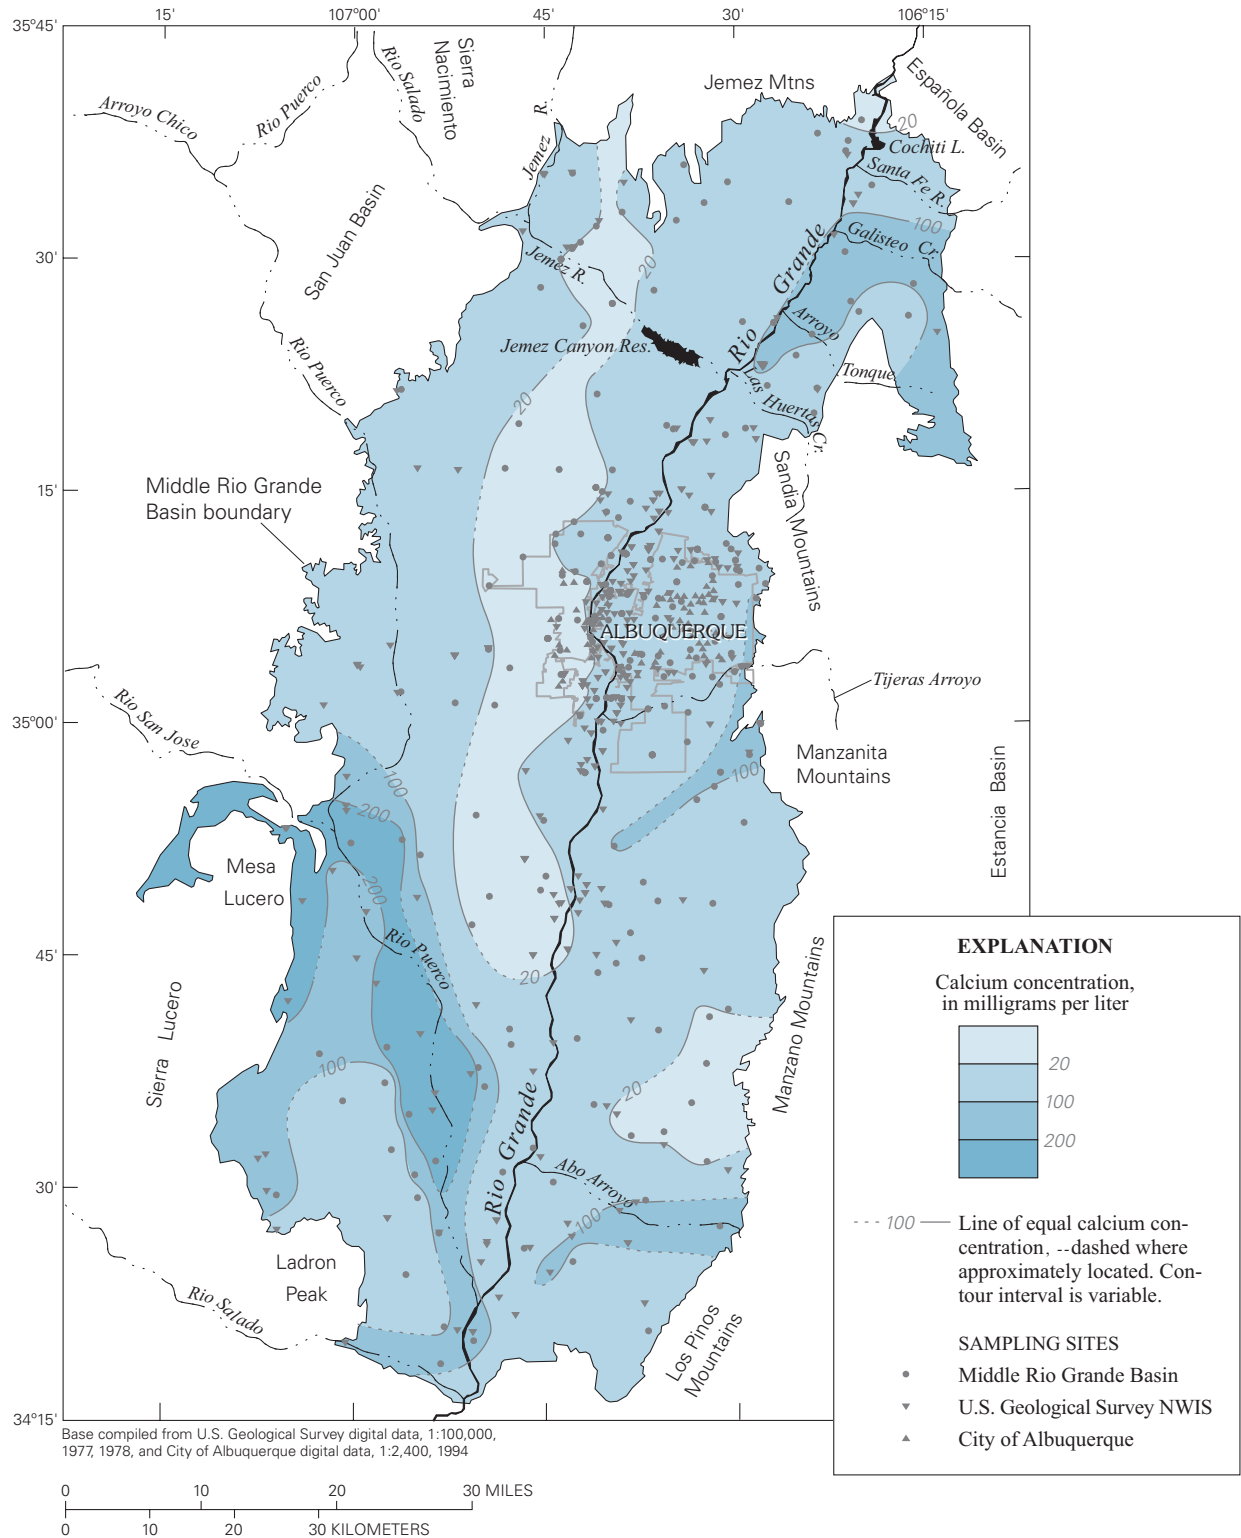 15'
107°00'
45'
30'
106°15'
35°45'
Sierra
Nacimiento
Rio Salado
Rio Puerco
Arroyo Chico
Jemez R.
Jemez Mtns
Española Basin
20
Cochiti L.
Santa Fe R.
San Juan Basin
100
Galisteo Cr.
Rio Grande
30'
Jemez R.
20
Arroyo
Tonque
Jemez Canyon Res.
Rio Puerco
Las Huertas Cr.
20
Sandia Mountains
15'
Middle Rio Grande
Basin boundary
ALBUQUERQUE
Tijeras Arroyo
Rio San Jose
35°00'
Manzanita
Mountains
100
100
200
Estancia Basin
Mesa
Lucero
200
Rio Puerco
45'
20
Sierra Lucero
Manzano Mountains
100
20
Rio Grande
Abo Arroyo
30'
100
Ladron
Peak
Rio Salado
Los Pinos
Mountains
34°15'
EXPLANATION
Calcium concentration,
in milligrams per liter
20
100
200
100
Line of equal calcium con-
centration, --dashed where
approximately located. Con-
tour interval is variable.
SAMPLING SITES
Middle Rio Grande Basin
U.S. Geological Survey NWIS
City of Albuquerque
Base compiled from U.S. Geological Survey digital data, 1:100,000,
1977, 1978, and City of Albuquerque digital data, 1:2,400, 1994
0 10 20 30 MILES
0 10 20 30 KILOMETERS